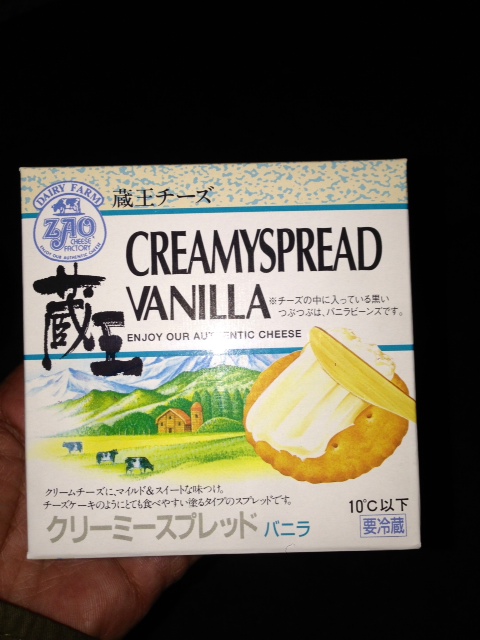 DAIRY FARM
ZAO
CHEESE
FACTORY
ENJOY OUR AUTHENTIC CHEESE
蔵王チーズ
CREAMYSPREAD
VANILLA
※チーズの中に入っている黒い
つぶつぶは、バニラビーンズです。
蔵王
ENJOY OUR AUTHENTIC CHEESE
クリームチーズに、マイルド&スイートな味つけ。
チーズケーキのようにとても食べやすい塗るタイプのスプレッドです。
クリーミースプレッド バニラ
10℃以下
要冷蔵